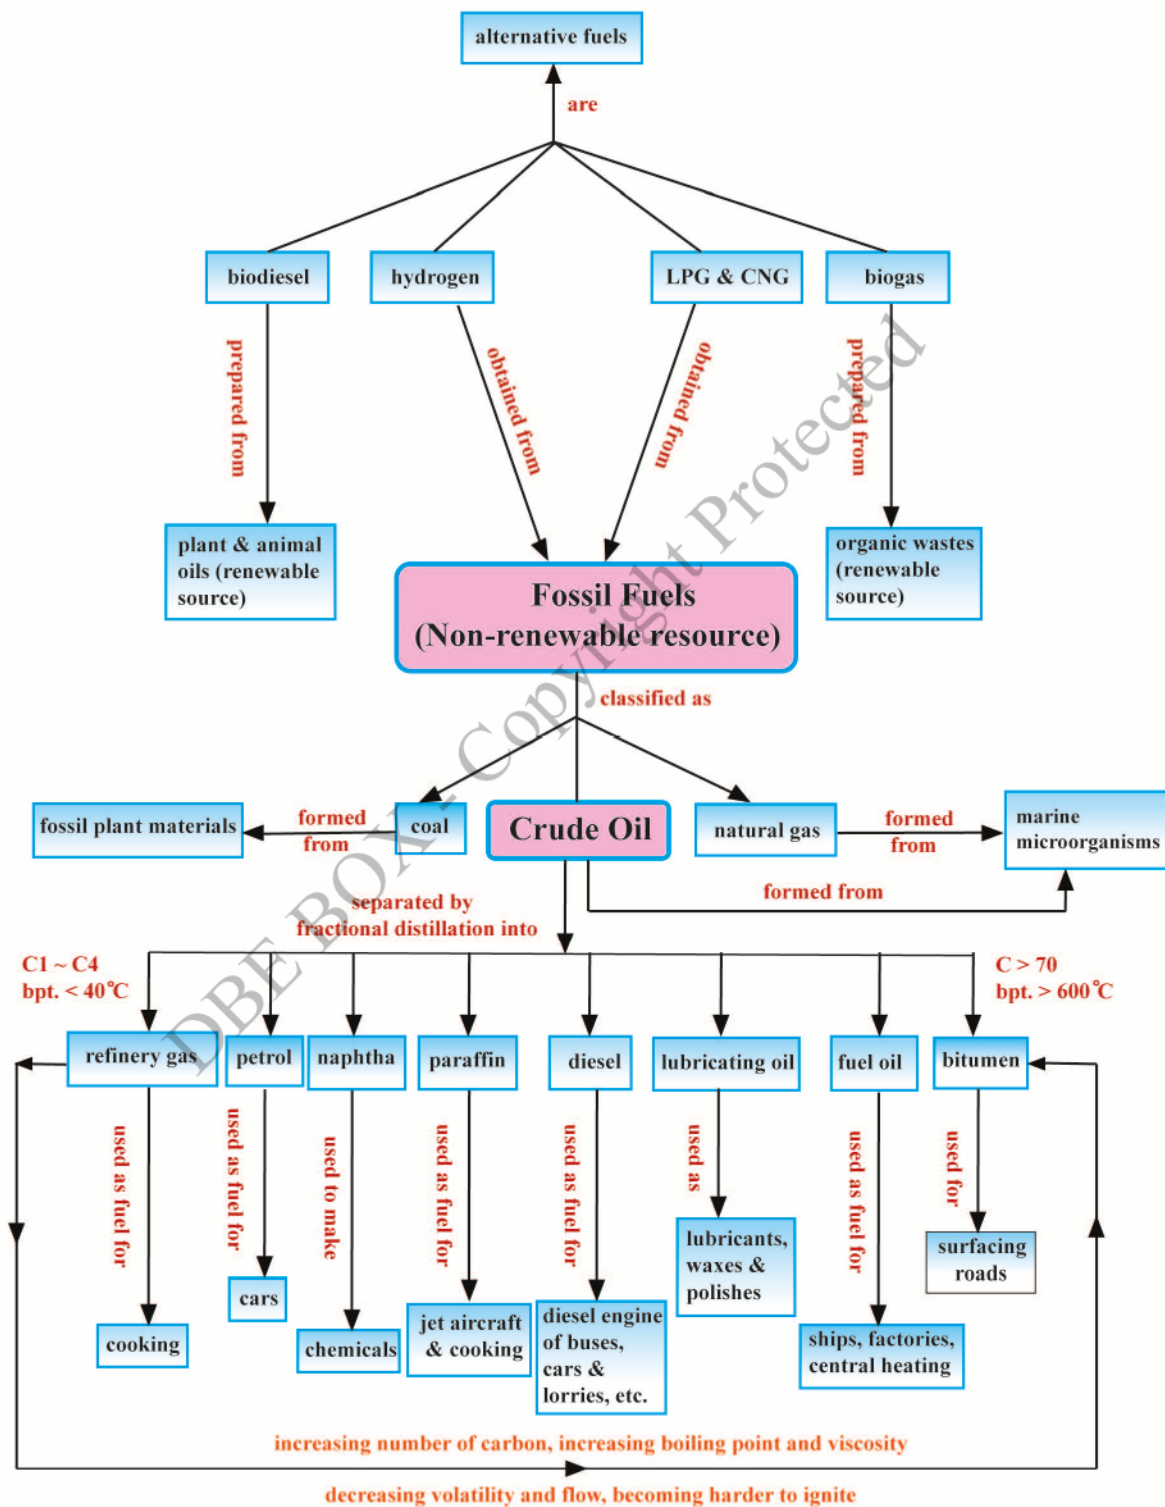 alternative fuels
are
biodiesel
hydrogen
LPG & CNG
biogas
prepared from
obtained from
obtained from
prepared from
plant & animal
oils (renewable
source)
organic wastes
(renewable
source)
Fossil Fuels
(Non-renewable resource)
classified as
fossil plant materials
formed
from
coal
Crude Oil
natural gas
formed
from
marine
microorganisms
formed from
separated by
fractional distillation into
C1 ~ C4
bpt. < 40°C
C > 70
bpt. > 600°C
refinery gas
petrol
naphtha
paraffin
diesel
lubricating oil
fuel oil
bitumen
used as fuel for
used as fuel for
used to make
used as fuel for
used as fuel for
used as
used as fuel for
used for
cooking
cars
chemicals
jet aircraft
& cooking
diesel engine
of buses,
cars &
lorries, etc.
lubricants,
waxes &
polishes
ships, factories,
central heating
surfacing
roads
increasing number of carbon, increasing boiling point and viscosity
decreasing volatility and flow, becoming harder to ignite
DBE BOX - Copyright Protected